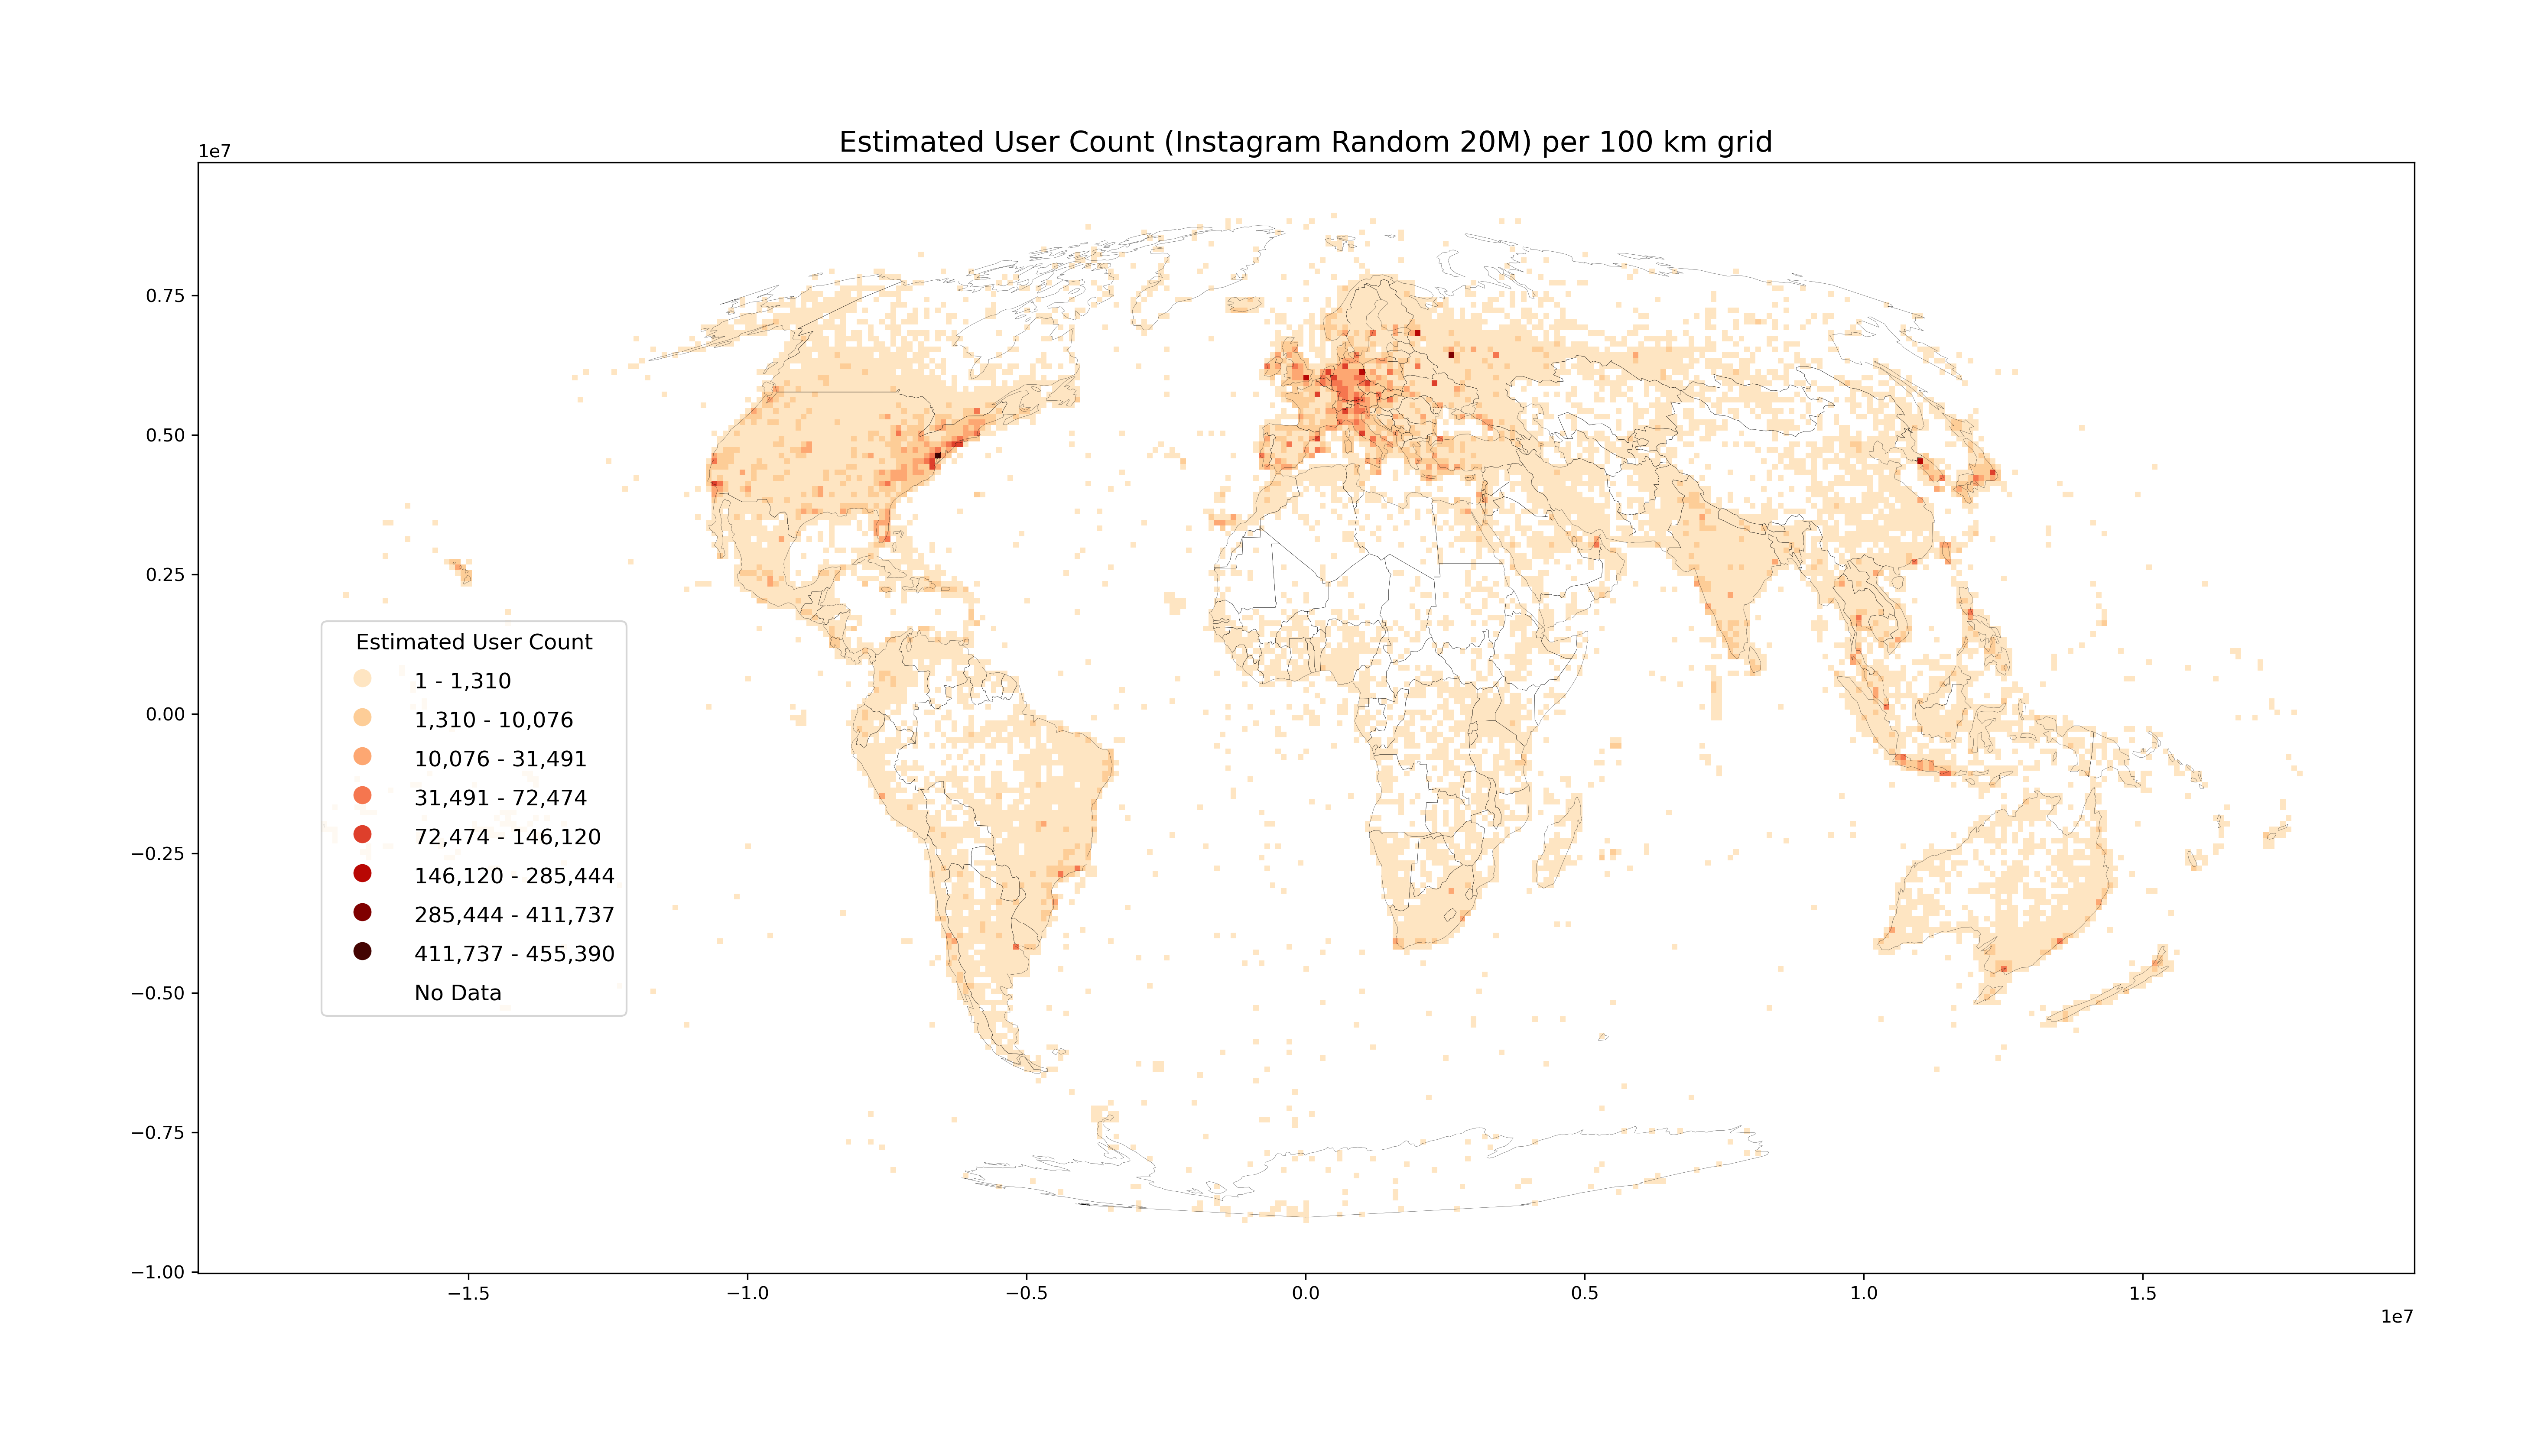 Estimated User Count (Instagram Random 20M) per 100 km grid
1e7
0.75
0.50
0.25
0.00
−0.25
−0.50
−0.75
−1.00
Estimated User Count
1 - 1,310
1,310 - 10,076
10,076 - 31,491
31,491 - 72,474
72,474 - 146,120
146,120 - 285,444
285,444 - 411,737
411,737 - 455,390
No Data
−1.5 −1.0 −0.5 0.0 0.5 1.0 1.5
1e7